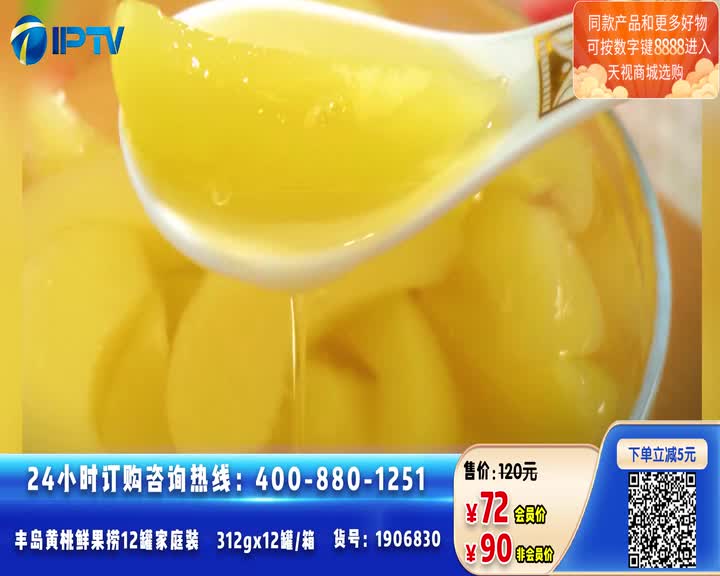 IPTV
同款产品和更多好物
可按数字键8888进入
天视商城选购
24小时订购咨询热线：400-880-1251
丰岛黄桃鲜果捞12罐家庭装 312gx12罐/箱 货号：1906830
售价：120元
¥72会员价
¥90非会员价
下单立减5元